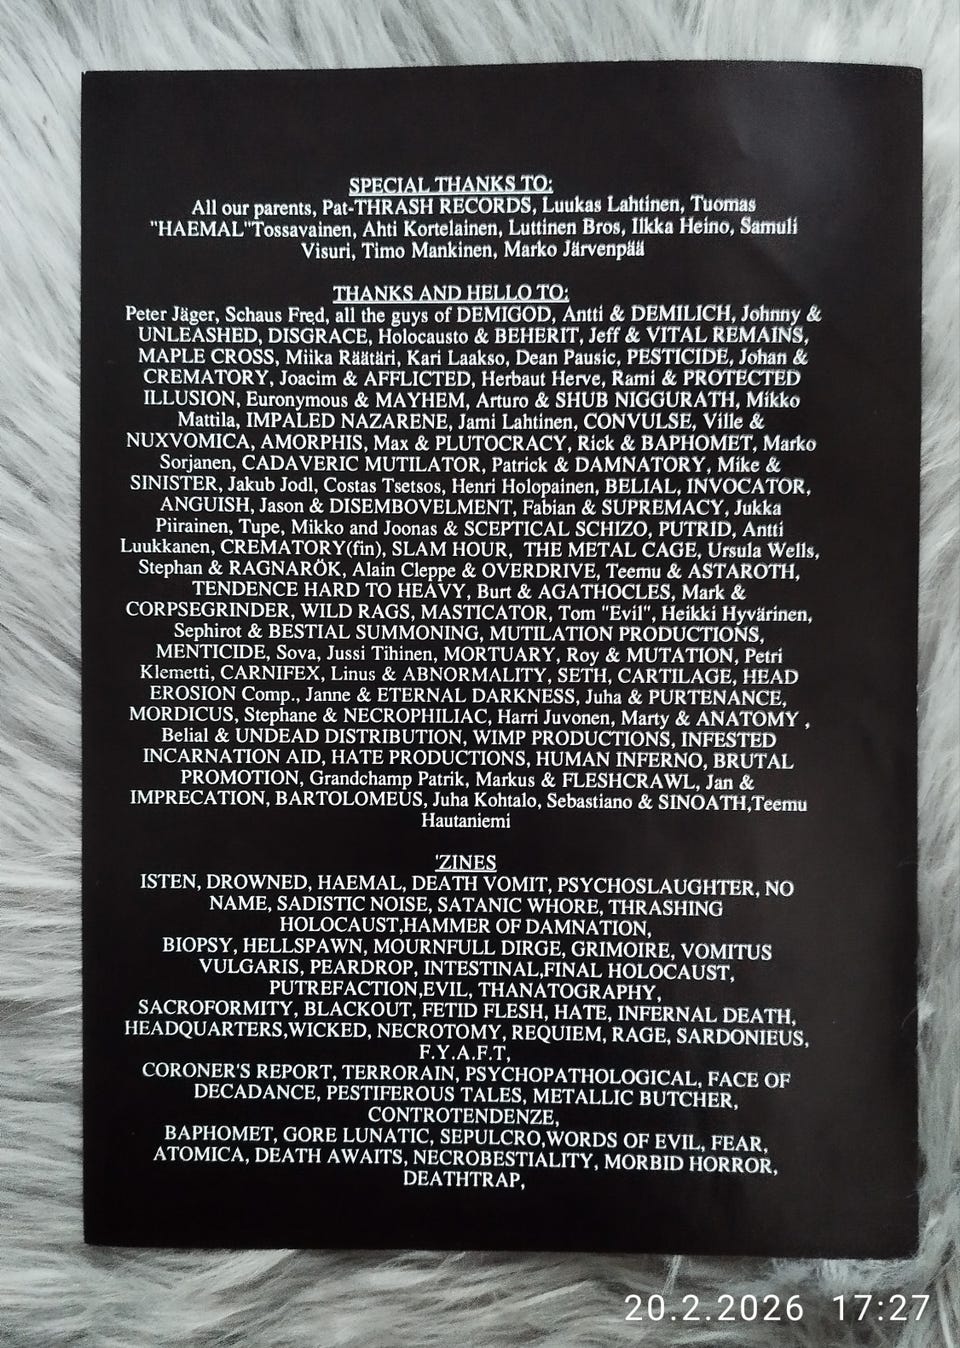 SPECIAL THANKS TO:
All our parents, Pat-THRASH RECORDS, Luukas Lahtinen, Tuomas
"HAEMAL"Tossavainen, Ahti Kortelainen, Luttinen Bros, Ilkka Heino, Samuli
Visuri, Timo Mankinen, Marko Järvenpää
THANKS AND HELLO TO:
Peter Jäger, Schaus Fred, all the guys of DEMIGOD, Antti & DEMILICH, Johnny &
UNLEASHED, DISGRACE, Holocausto & BEHERIT, Jeff & VITAL REMAINS,
MAPLE CROSS, Miika Räätäri, Kari Laakso, Dean Pausic, PESTICIDE, Johan &
CREMATORY, Joacim & AFFLICTED, Herbaut Herve, Rami & PROTECTED
ILLUSION, Euronymous & MAYHEM, Arturo & SHUB NIGGURATH, Mikko
Mattila, IMPALED NAZARENE, Jami Lahtinen, CONVULSE, Ville &
NUXVOMICA, AMORPHIS, Max & PLUTOCRACY, Rick & BAPHOMET, Marko
Sorjanen, CADAVERIC MUTILATOR, Patrick & DAMNATORY, Mike &
SINISTER, Jakub Jodl, Costas Tsetsos, Henri Holopainen, BELIAL, INVOCATOR,
ANGUISH, Jason & DISEMBOVELMENT, Fabian & SUPREMACY, Jukka
Piirainen, Tupe, Mikko and Joonas & SCEPTICAL SCHIZO, PUTRID, Antti
Luukkanen, CREMATORY(fin), SLAM HOUR, THE METAL CAGE, Ursula Wells,
Stephan & RAGNARÖK, Alain Cleppe & OVERDRIVE, Teemu & ASTAROTH,
TENDENCE HARD TO HEAVY, Burt & AGATHOCLES, Mark &
CORPSEGRINDER, WILD RAGS, MASTICATOR, Tom "Evil", Heikki Hyvärinen,
Sephirot & BESTIAL SUMMONING, MUTILATION PRODUCTIONS,
MENTICIDE, Sova, Jussi Tihinen, MORTUARY, Roy & MUTATION, Petri
Klemetti, CARNIFEX, Linus & ABNORMALITY, SETH, CARTILAGE, HEAD
EROSION Comp., Janne & ETERNAL DARKNESS, Juha & PURTENANCE,
MORDICUS, Stephane & NECROPHILIAC, Harri Juvonen, Marty & ANATOMY ,
Belial & UNDEAD DISTRIBUTION, WIMP PRODUCTIONS, INFESTED
INCARNATION AID, HATE PRODUCTIONS, HUMAN INFERNO, BRUTAL
PROMOTION, Grandchamp Patrik, Markus & FLESHCRAWL, Jan &
IMPRECATION, BARTOLOMEUS, Juha Kohtalo, Sebastiano & SINOATH,Teemu
Hautaniemi
'ZINES
ISTEN, DROWNED, HAEMAL, DEATH VOMIT, PSYCHOSLAUGHTER, NO
NAME, SADISTIC NOISE, SATANIC WHORE, THRASHING
HOLOCAUST,HAMMER OF DAMNATION,
BIOPSY, HELLSPAWN, MOURNFULL DIRGE, GRIMOIRE, VOMITUS
VULGARIS, PEARDROP, INTESTINAL,FINAL HOLOCAUST,
PUTREFACTION,EVIL, THANATOGRAPHY,
SACROFORMITY, BLACKOUT, FETID FLESH, HATE, INFERNAL DEATH,
HEADQUARTERS,WICKED, NECROTOMY, REQUIEM, RAGE, SARDONIEUS,
F.Y.A.F.T,
CORONER'S REPORT, TERRORAIN, PSYCHOPATHOLOGICAL, FACE OF
DECADANCE, PESTIFEROUS TALES, METALLIC BUTCHER,
CONTROTENDENZE,
BAPHOMET, GORE LUNATIC, SEPULCRO,WORDS OF EVIL, FEAR,
ATOMICA, DEATH AWAITS, NECROBESTIALITY, MORBID HORROR,
DEATHTRAP,
20.2.2026 17:27